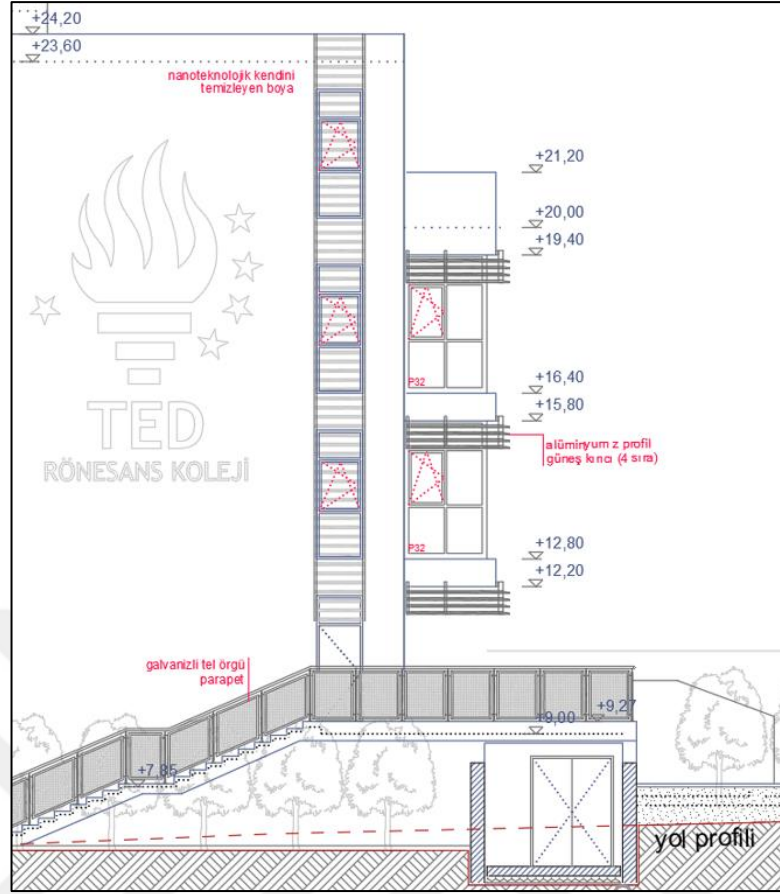 +24,20
+23,60
nanoteknolojik kendini
temizleyen boya
+21,20
+20,00
+19,40
P32
+16,40
+15,80
TED
RÖNESANS KOLEJİ
alüminyum z profil
güneş kırıcı (4 sıra)
P32
+12,80
+12,20
galvanizli tel örgü
parapet
+9,27
+9,00
+7,85
yol profili